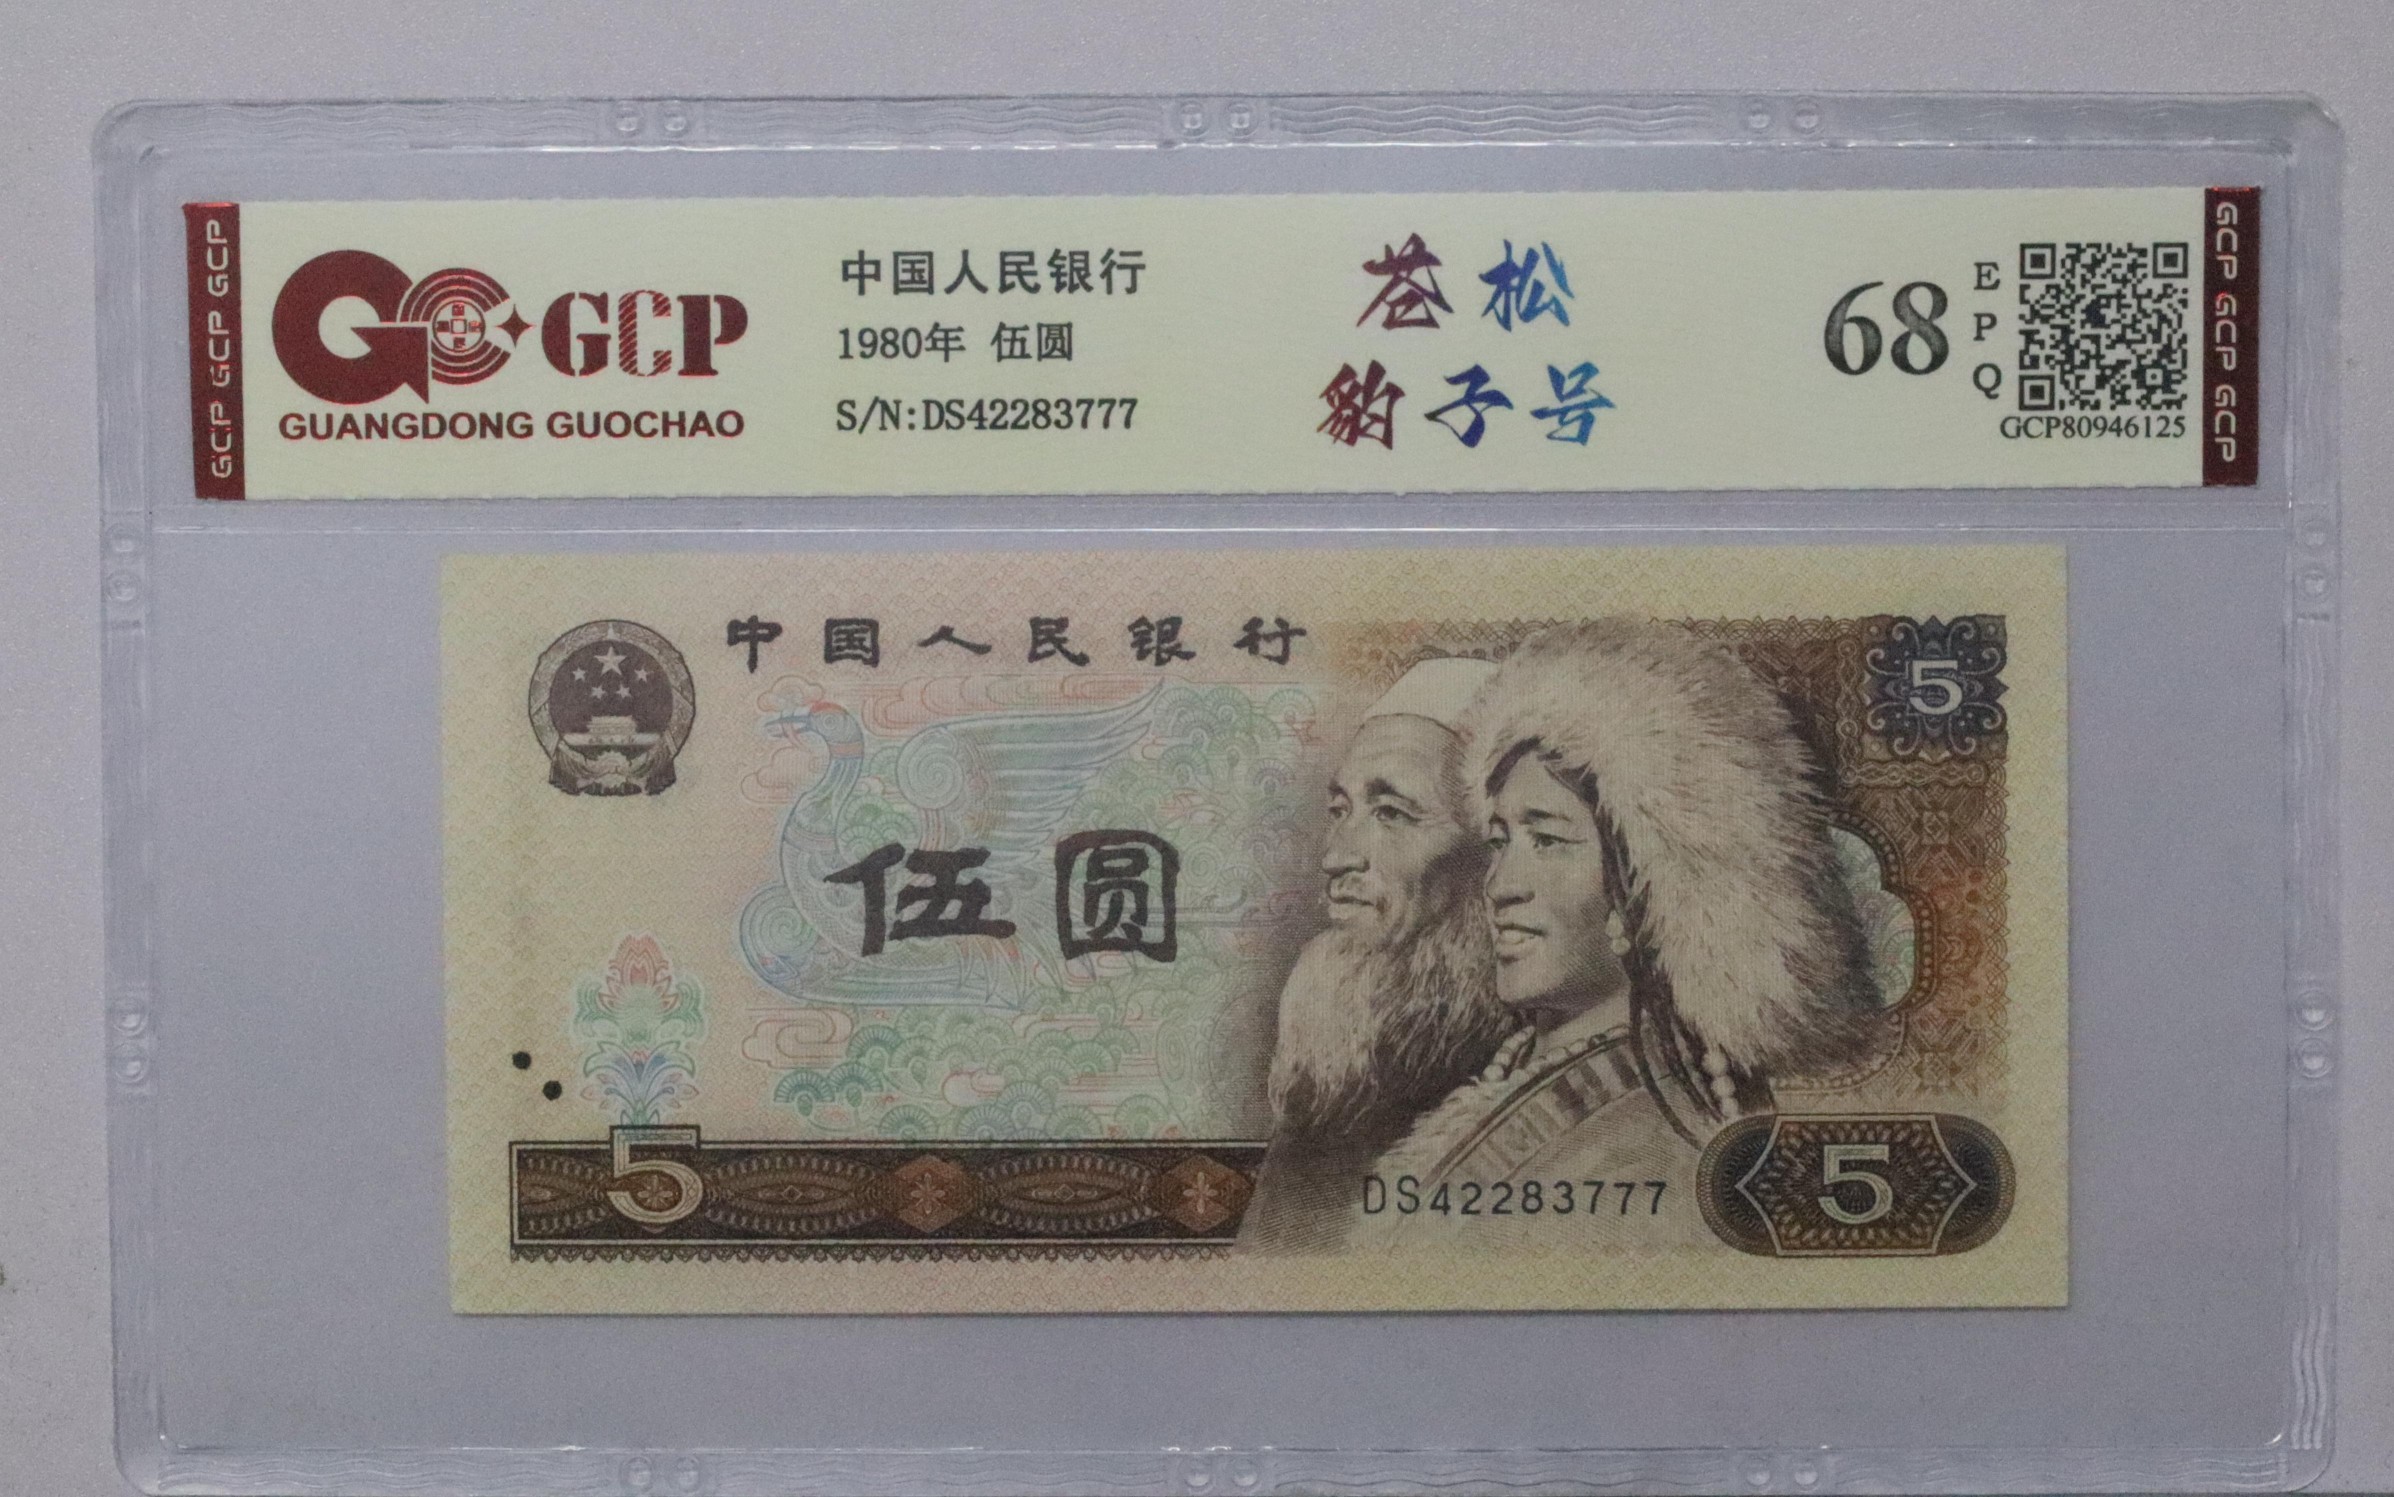 GCP GCP GCP
GCP
GUANGDONG GUOCHAO
中国人民银行
1980年 伍圆
S/N:DS42283777
苍松
豹子号
68
EPQ
GCP80946125
GCP GCP GCP
中国人民银行
5
伍圆
5
DS42283777
5